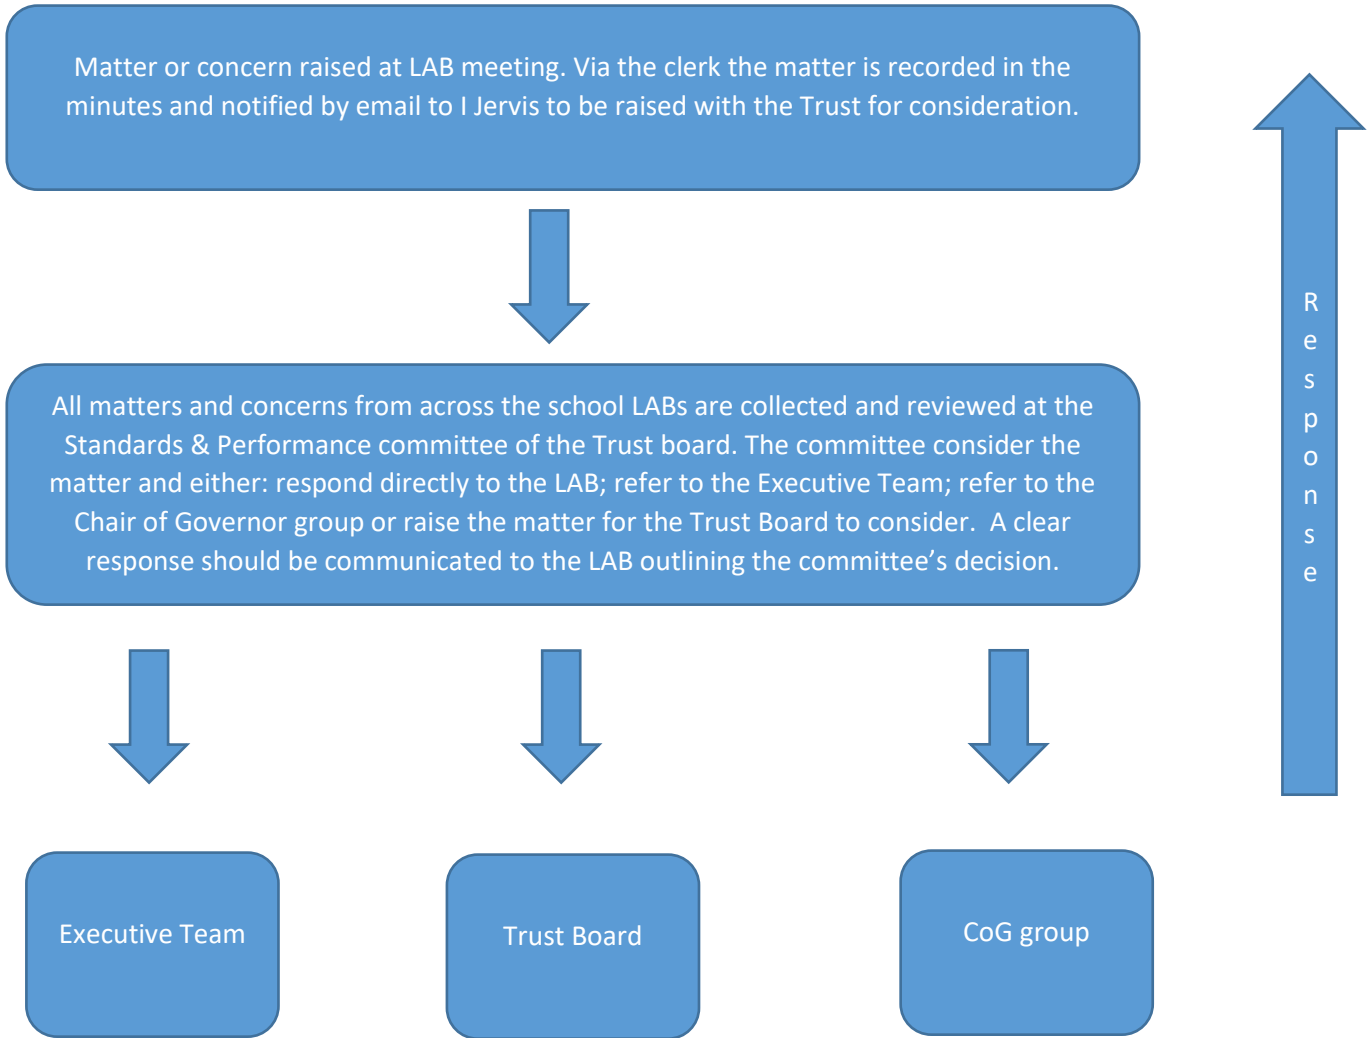 Matter or concern raised at LAB meeting. Via the clerk the matter is recorded in the
minutes and notified by email to I Jervis to be raised with the Trust for consideration.
Response
All matters and concerns from across the school LABs are collected and reviewed at the
Standards & Performance committee of the Trust board. The committee consider the
matter and either: respond directly to the LAB; refer to the Executive Team; refer to the
Chair of Governor group or raise the matter for the Trust Board to consider.  A clear
response should be communicated to the LAB outlining the committee’s decision.
Executive Team
Trust Board
CoG group